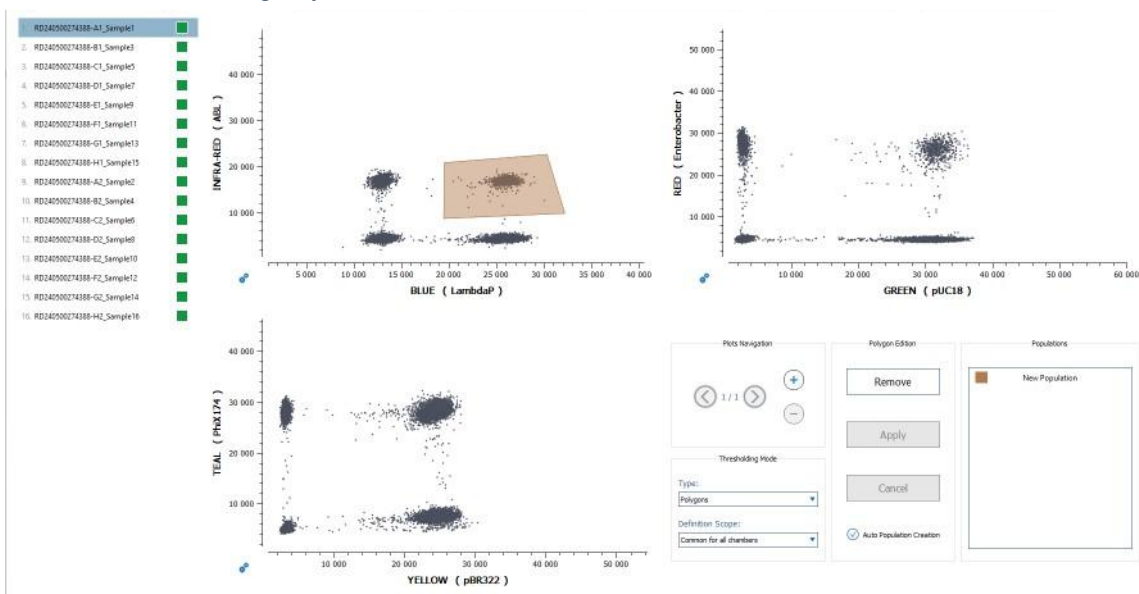 1. RD240500274388-A1_Sample1
2. RD240500274388-B1_Sample3
3. RD240500274388-C1_Sample5
4. RD240500274388-D1_Sample7
5. RD240500274388-E1_Sample9
6. RD240500274388-F1_Sample11
7. RD240500274388-G1_Sample13
8. RD240500274388-H1_Sample15
9. RD240500274388-A2_Sample2
10. RD240500274388-B2_Sample4
11. RD240500274388-C2_Sample6
12. RD240500274388-D2_Sample8
13. RD240500274388-E2_Sample10
14. RD240500274388-F2_Sample12
15. RD240500274388-G2_Sample14
16. RD240500274388-H2_Sample16
INFRA-RED ( ABL )
40 000
30 000
20 000
10 000
5 000 10 000 15 000 20 000 25 000 30 000 35 000 40 000
BLUE ( LambdaP )
RED ( Enterobacter )
50 000
40 000
30 000
20 000
10 000
10 000 20 000 30 000 40 000 50 000 60 000
GREEN ( pUC18 )
TEAL ( PhiX174 )
40 000
30 000
20 000
10 000
10 000 20 000 30 000 40 000 50 000
YELLOW ( pBR322 )
Plots Navigation
1 / 1
Thresholding Mode
Type:
Polygons
Definition Scope:
Common for all chambers
Polygon Edition
Remove
Apply
Cancel
Auto Population Creation
Populations
New Population